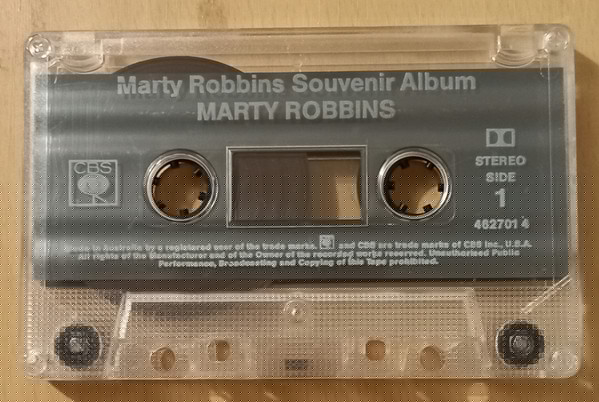 Marty Robbins Souvenir Album
MARTY ROBBINS
CBS
STEREO
SIDE
1
462701 4
Made in Australia by a registered user of the trade marks. and CBS are trade marks of CBS Inc., U.S.A.
All rights of the Manufacturer and of the Owner of the recorded works reserved. Unauthorised Public
Performance, Broadcasting and Copying of this Tape prohibited.